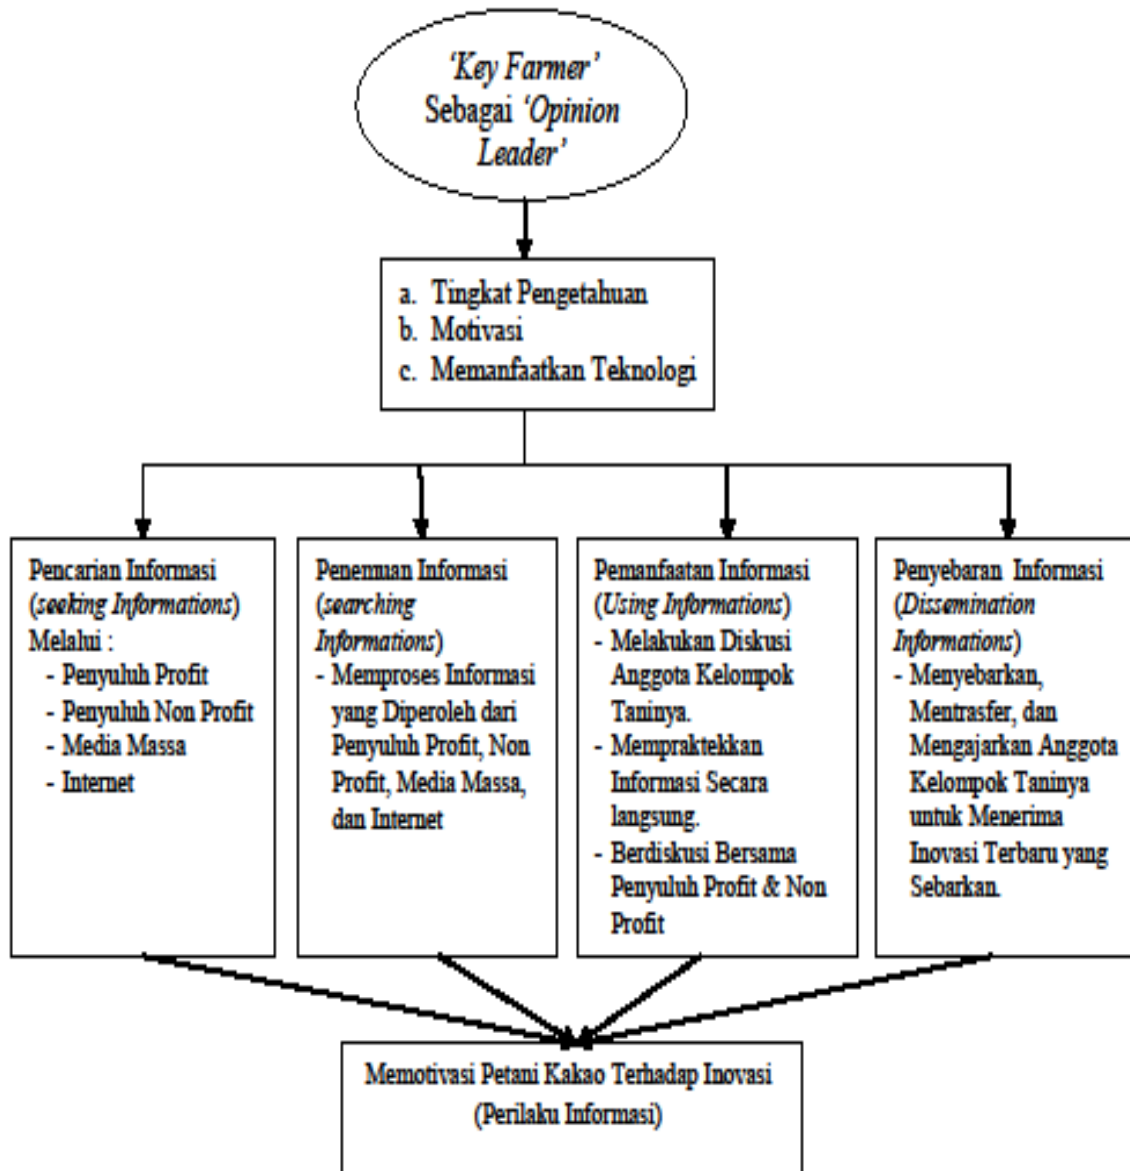 ‘Key Farmer’
Sebagai ‘Opinion
Leader’
a. Tingkat Pengetahuan
b. Motivasi
c. Memanfaatkan Teknologi
Pencarian Informasi
(seeking Informations)
Melalui :
- Penyuluh Profit
- Penyuluh Non Profit
- Media Massa
- Internet
Penemuan Informasi
(searching
Informations)
- Memproses Informasi
yang Diperoleh dari
Penyuluh Profit, Non
Profit, Media Massa,
dan Internet
Pemanfaatan Informasi
(Using Informations)
- Melakukan Diskusi
Anggota Kelompok
Taninya.
- Mempraktekkan
Informasi Secara
langsung.
- Berdiskusi Bersama
Penyuluh Profit & Non
Profit
Penyebaran Informasi
(Dissemination
Informations)
- Menyebarkan,
Mentrasfer, dan
Mengajarkan Anggota
Kelompok Taninya
untuk Menerima
Inovasi Terbaru yang
Sebarkan.
Memotivasi Petani Kakao Terhadap Inovasi
(Perilaku Informasi)